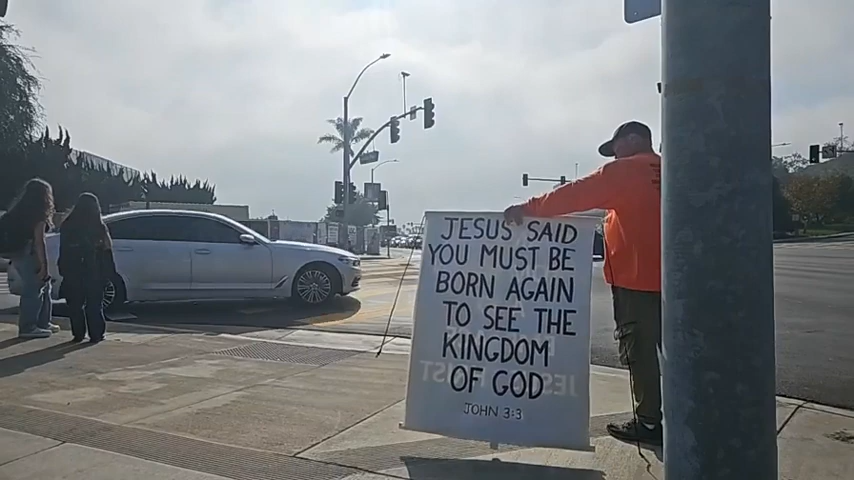 JESUS SAID
YOU MUST BE
BORN AGAIN
TO SEE THE
KINGDOM
OF GOD
JOHN 3:3